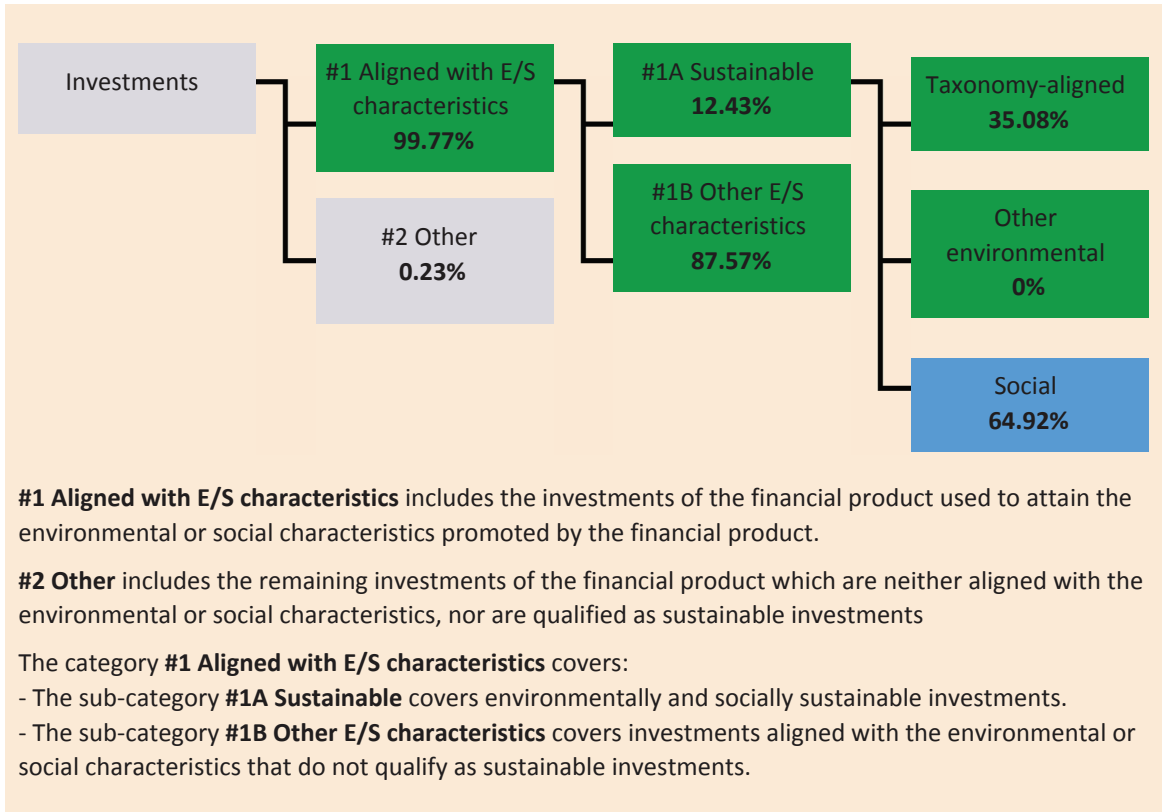 Investments
#1 Aligned with E/S
characteristics
99.77%
#2 Other
0.23%
#1A Sustainable
12.43%
#1B Other E/S
characteristics
87.57%
Taxonomy-aligned
35.08%
Other
environmental
0%
Social
64.92%
#1 Aligned with E/S characteristics includes the investments of the financial product used to attain the
environmental or social characteristics promoted by the financial product.
#2 Other includes the remaining investments of the financial product which are neither aligned with the
environmental or social characteristics, nor are qualified as sustainable investments
The category #1 Aligned with E/S characteristics covers:
- The sub-category #1A Sustainable covers environmentally and socially sustainable investments.
- The sub-category #1B Other E/S characteristics covers investments aligned with the environmental or
social characteristics that do not qualify as sustainable investments.